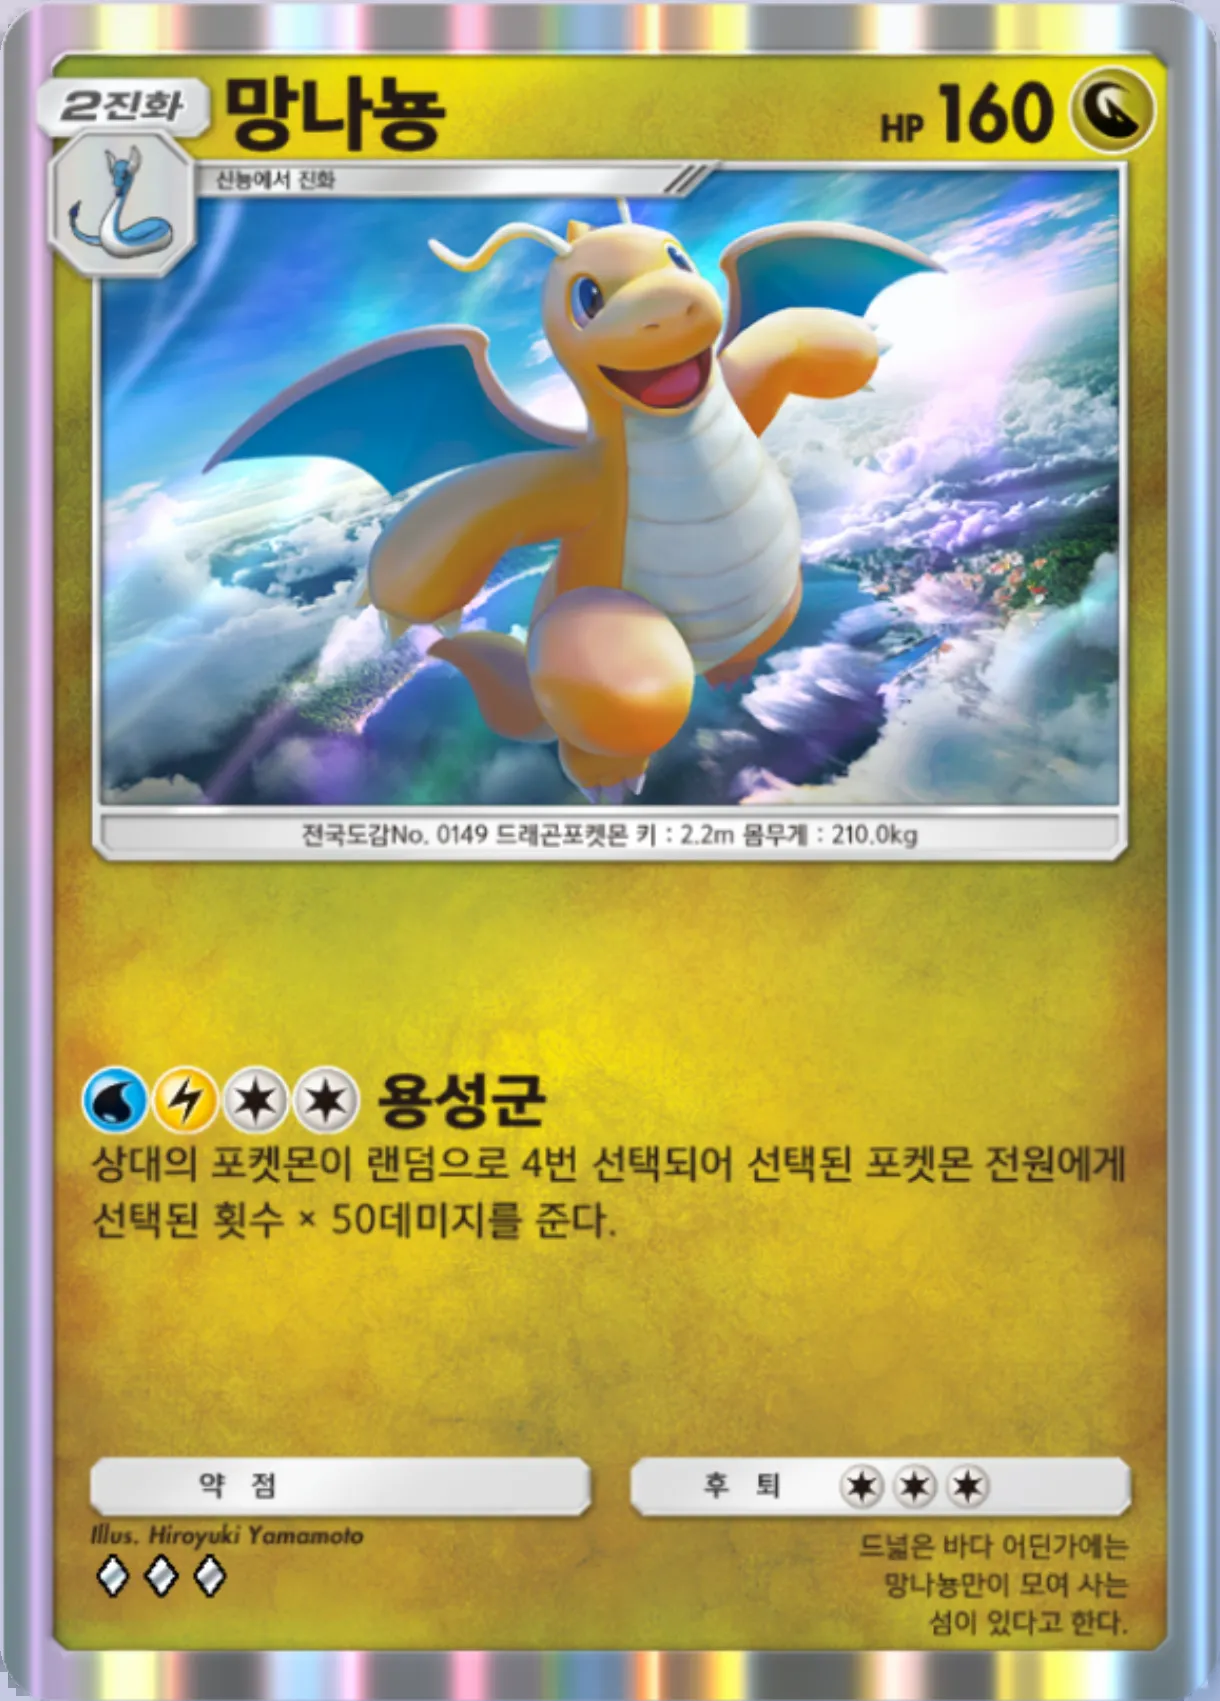 2진화
망나뇽
HP 160
신뇽에서 진화
전국도감No. 0149 드래곤포켓몬 키 : 2.2m 몸무게 : 210.0kg
용성군
상대의 포켓몬이 랜덤으로 4번 선택되어 선택된 포켓몬 전원에게
선택된 횟수 × 50데미지를 준다.
약 점
후 퇴
Illus. Hiroyuki Yamamoto
드넓은 바다 어딘가에는
망나뇽만이 모여 사는
섬이 있다고 한다.